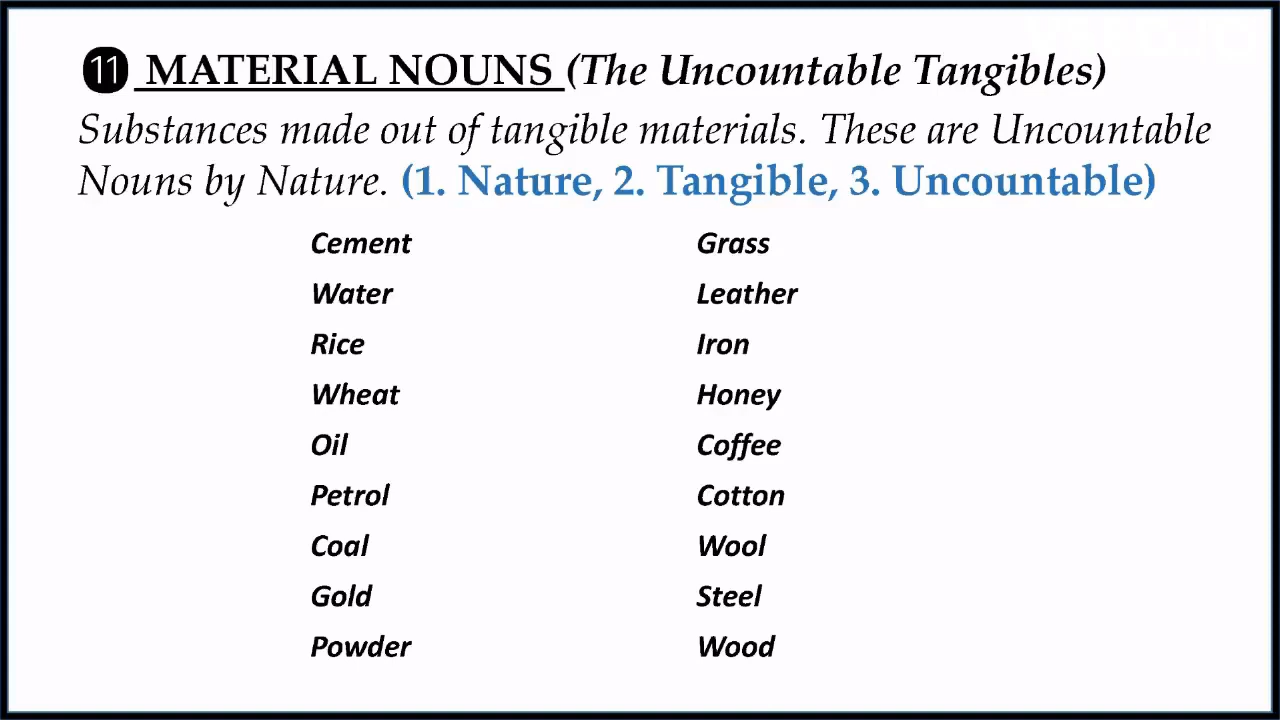 11 MATERIAL NOUNS (The Uncountable Tangibles)
Substances made out of tangible materials. These are Uncountable
Nouns by Nature. (1. Nature, 2. Tangible, 3. Uncountable)
Cement
Water
Rice
Wheat
Oil
Petrol
Coal
Gold
Powder
Grass
Leather
Iron
Honey
Coffee
Cotton
Wool
Steel
Wood